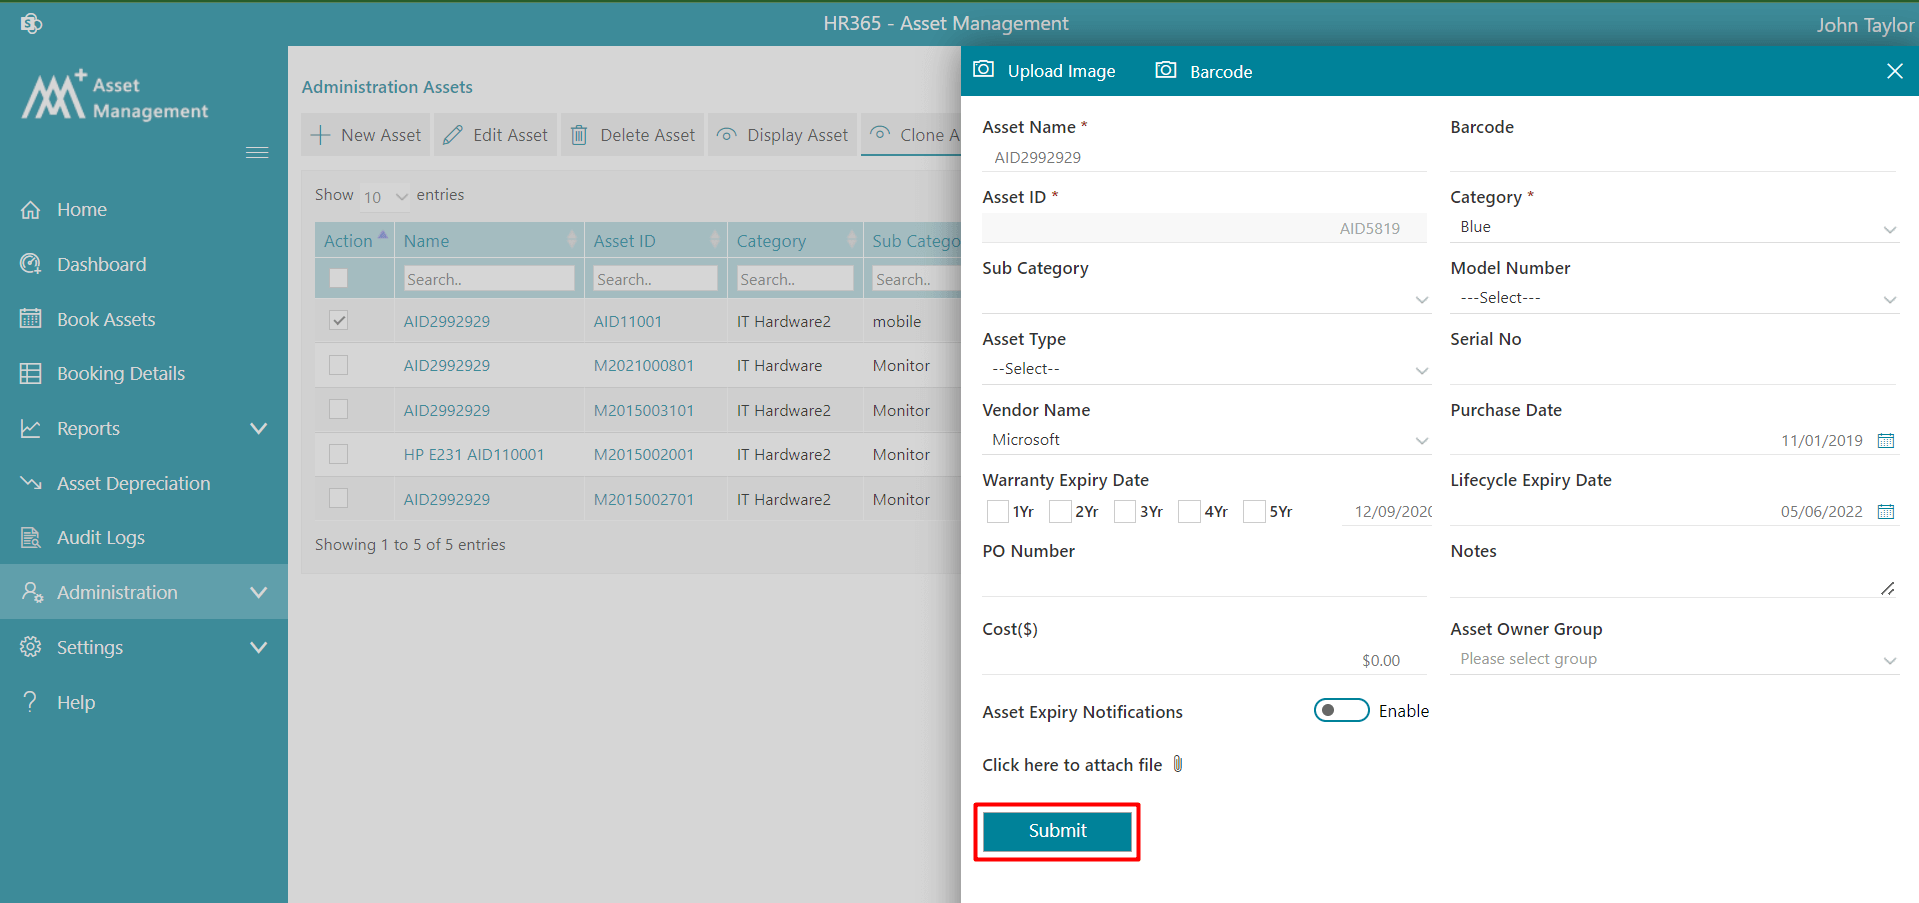 HR365 - Asset Management
John Taylor
Asset
Management
Home
Dashboard
Book Assets
Booking Details
Reports
Asset Depreciation
Audit Logs
Administration
Settings
Help
Administration Assets
New Asset Edit Asset Delete Asset Display Asset Clone A
Show 10 entries
Action Name Asset ID Category Sub Catego
Search.. Search.. Search.. Search..
AID2992929 AID11001 IT Hardware2 mobile
AID2992929 M2021000801 IT Hardware Monitor
AID2992929 M2015003101 IT Hardware2 Monitor
HP E231 AID110001 M2015002001 IT Hardware2 Monitor
AID2992929 M2015002701 IT Hardware2 Monitor
Showing 1 to 5 of 5 entries
Upload Image Barcode
Asset Name * Barcode
AID2992929
Asset ID * Category *
AID5819 Blue
Sub Category Model Number
---Select---
Asset Type Serial No
--Select--
Vendor Name Purchase Date
Microsoft 11/01/2019
Warranty Expiry Date Lifecycle Expiry Date
1Yr 2Yr 3Yr 4Yr 5Yr 12/09/2020 05/06/2022
PO Number Notes
Cost($) Asset Owner Group
$0.00 Please select group
Asset Expiry Notifications Enable
Click here to attach file
Submit